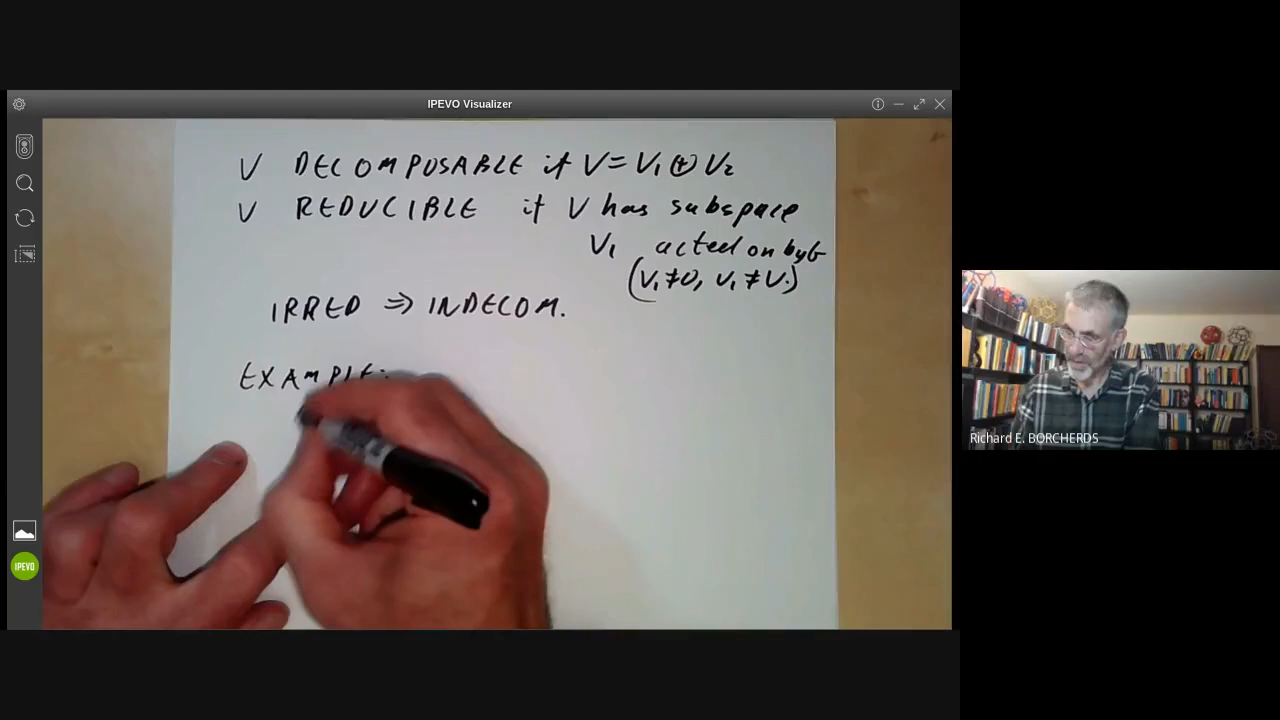 IPEVO Visualizer
V DECOMPOSABLE if V = V₁ ⊕ V₂
V REDUCIBLE if V has subspace
V₁ acted on by G
(V₁ ≠ 0, V₁ ≠ V.)
IRRED ⇒ INDECOM.
EXAMPLE:
IPEVO
Richard E. BORCHERDS